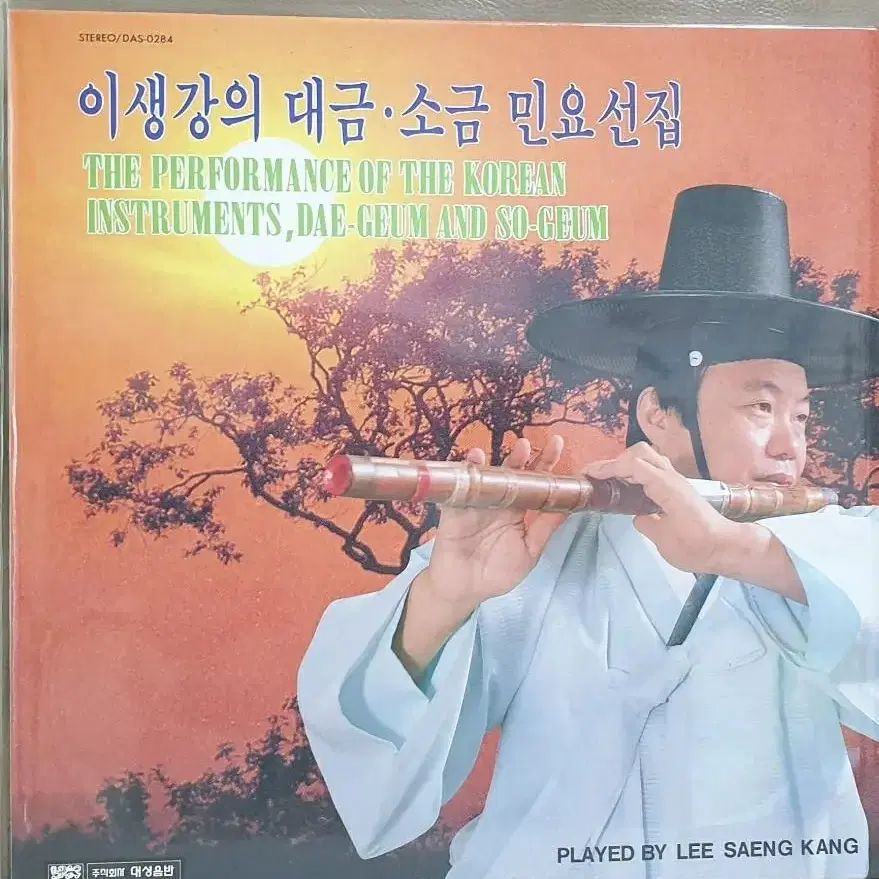 STEREO/DAS-0284
이생강의 대금·소금 민요선집
THE PERFORMANCE OF THE KOREAN
INSTRUMENTS, DAE-GEUM AND SO-GEUM
PLAYED BY LEE SAENG KANG
주식회사 대성음반